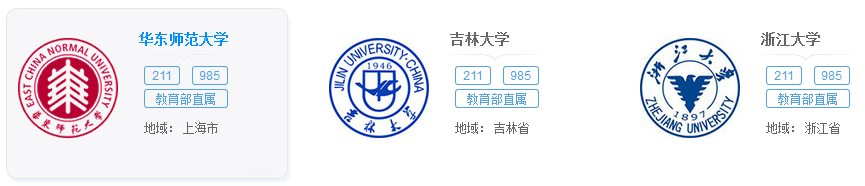 华东师范大学
211 985
教育部直属
地域： 上海市
EAST CHINA NORMAL UNIVERSITY
华东师范大学
吉林大学
211 985
教育部直属
地域： 吉林省
JILIN UNIVERSITY·CHINA
1946
吉林大学
浙江大学
211 985
教育部直属
地域： 浙江省
浙江大学
1897
ZHEJIANG UNIVERSITY